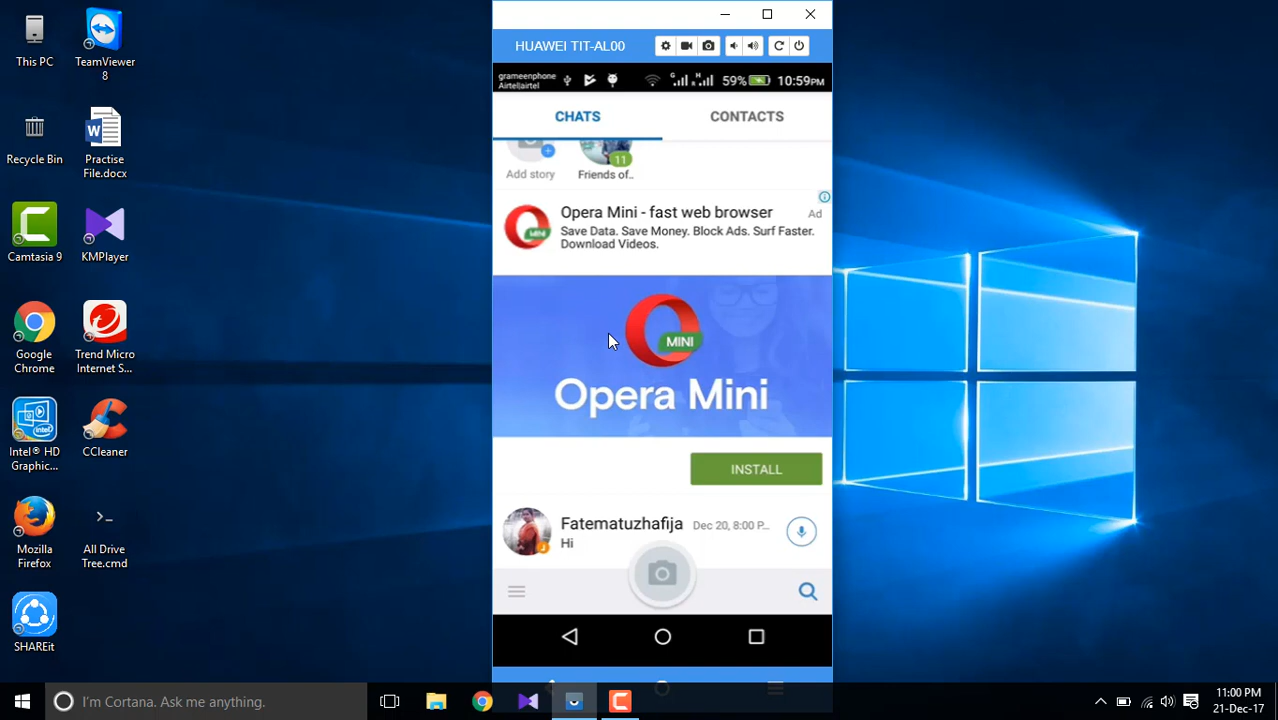 This PC
TeamViewer
8
Recycle Bin
Practise
File.docx
Camtasia 9
KMPlayer
Google
Chrome
Trend Micro
Internet S...
Intel® HD
Graphic...
CCleaner
Mozilla
Firefox
All Drive
Tree.cmd
SHAREit
HUAWEI TIT-AL00
grameenphone
Airtel|airtel
59%
10:59PM
CHATS
CONTACTS
11
Add story
Friends of..
Opera Mini - fast web browser
Ad
Save Data. Save Money. Block Ads. Surf Faster.
Download Videos.
MINI
MINI
Opera Mini
INSTALL
Fatematuzhafija
Dec 20, 8:00 P...
Hi
I'm Cortana. Ask me anything.
11:00 PM
21-Dec-17